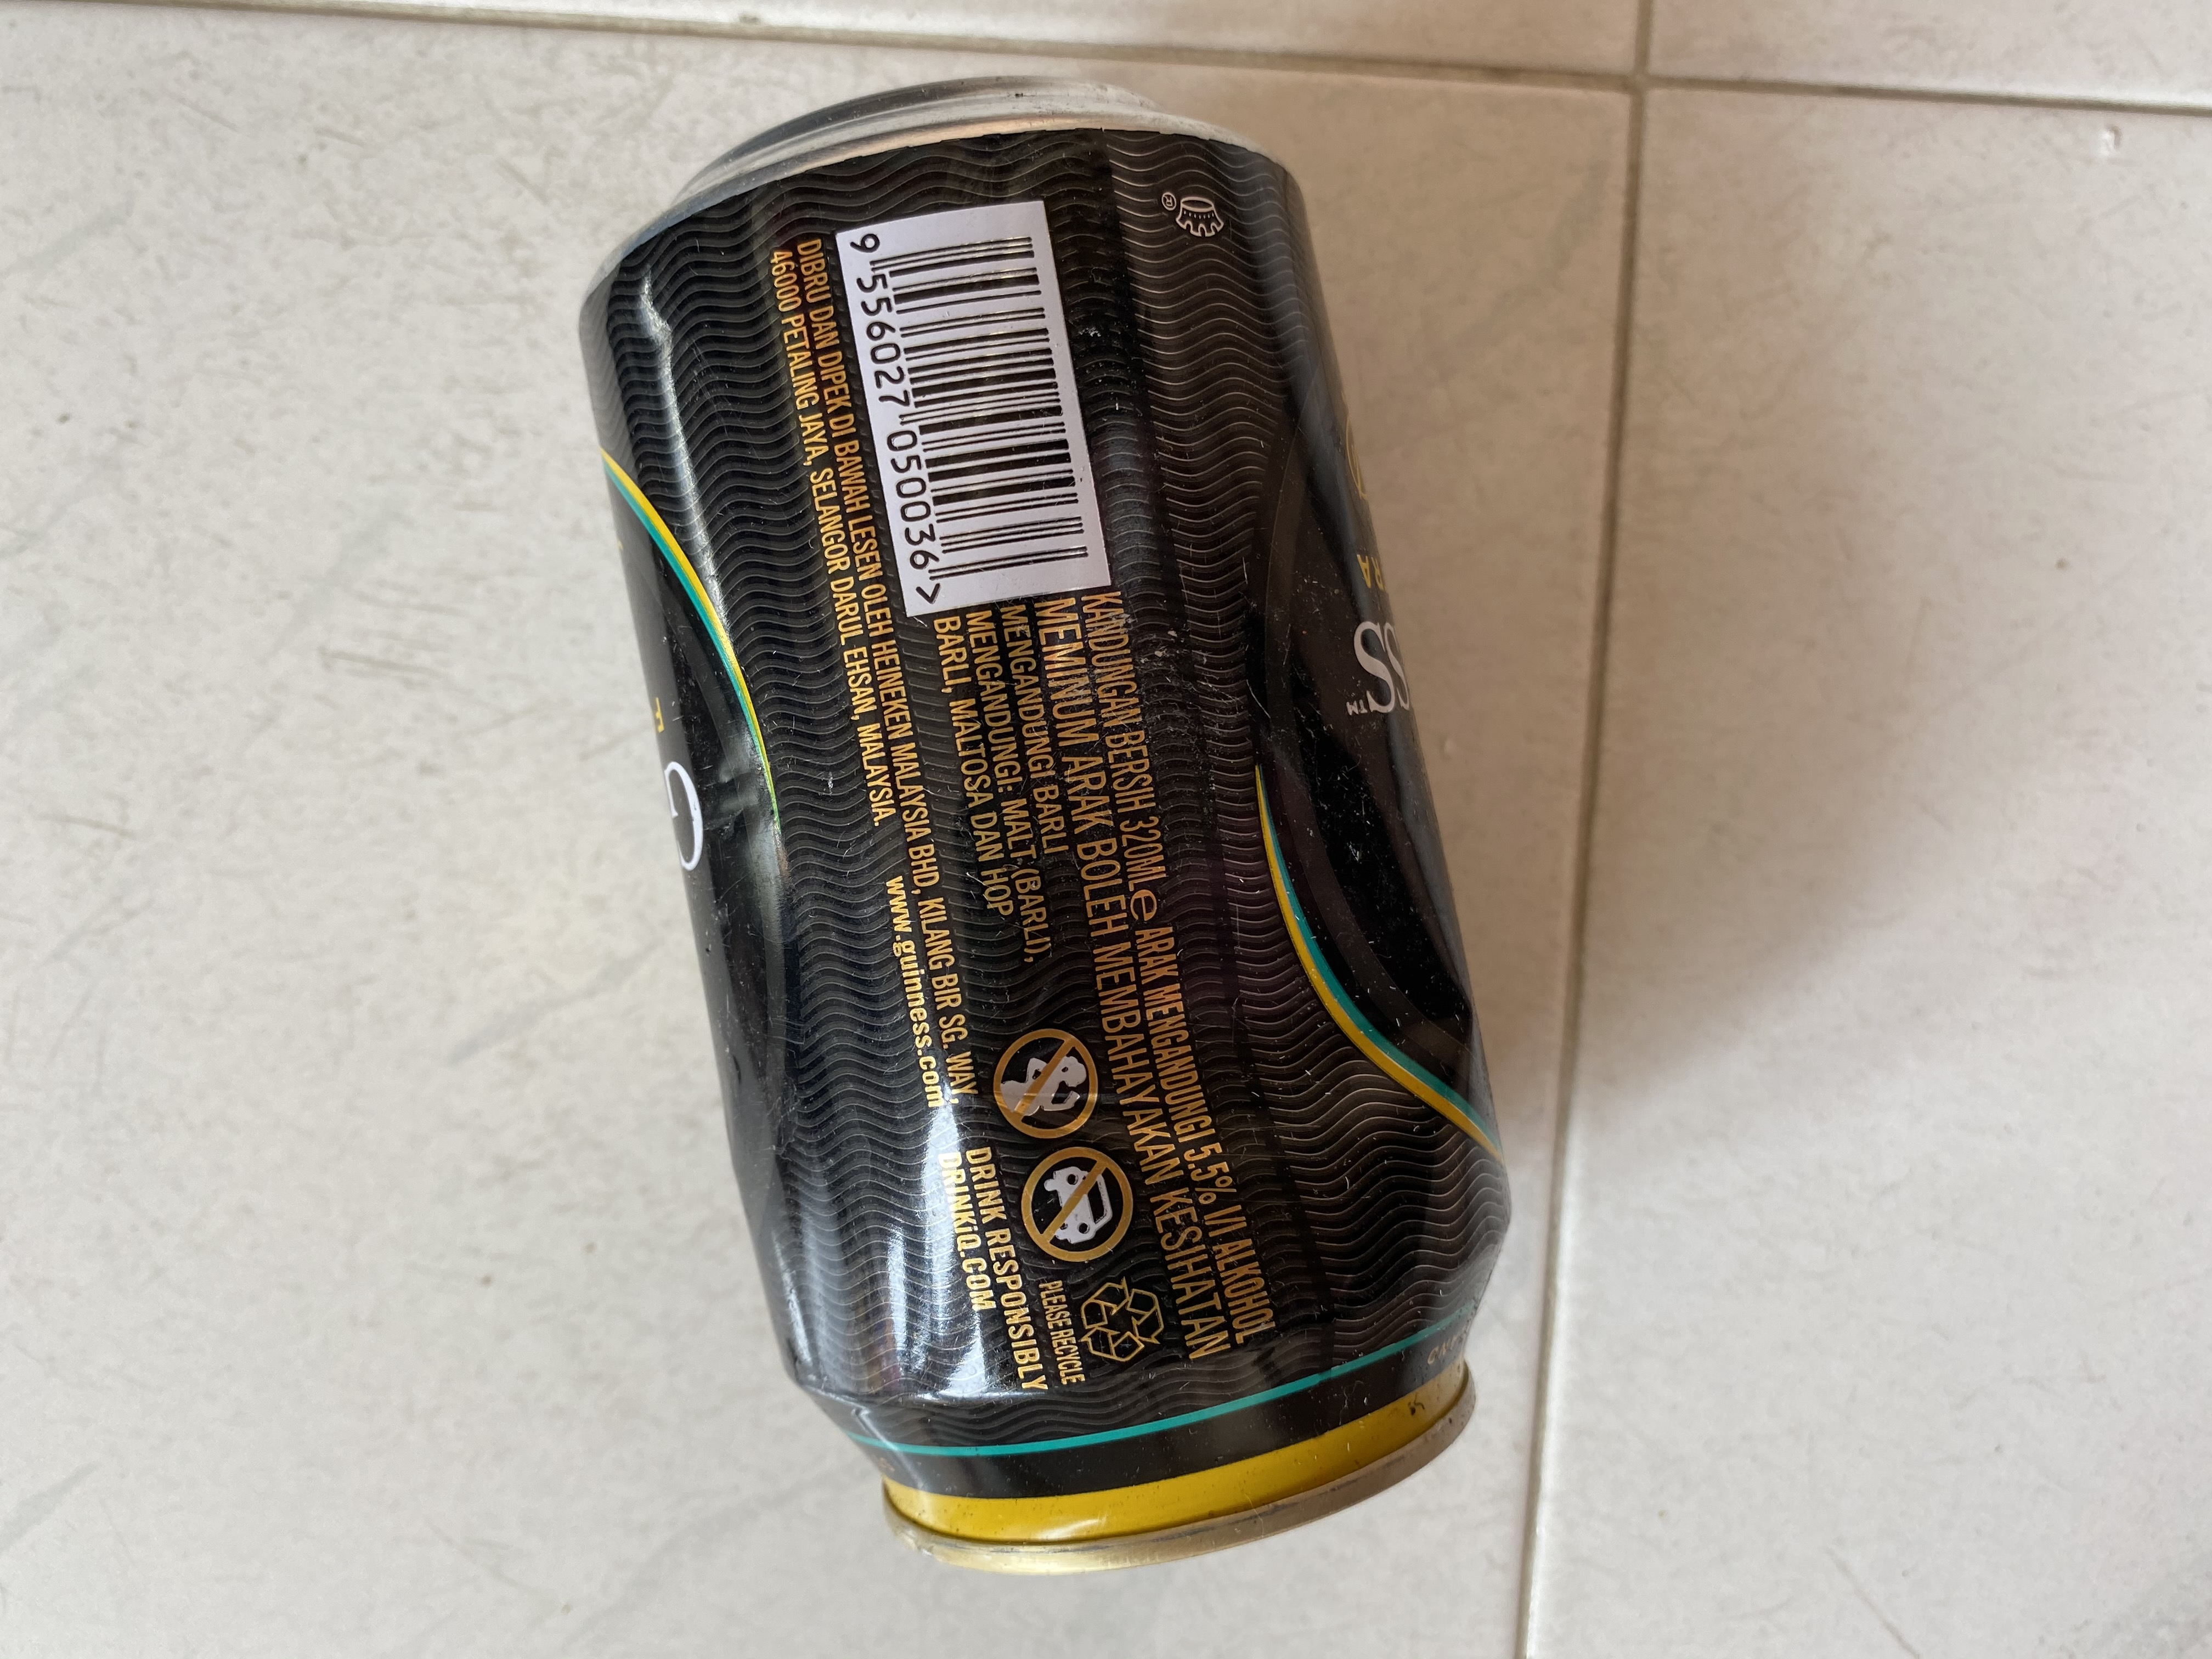 G
F
SS™
RA
KANDUNGAN BERSIH 320ML ℮ ARAK MENGANDUNGI 5.5% V/V ALKOHOL
MEMINUM ARAK BOLEH MEMBAHAYAKAN KESIHATAN
MENGANDUNGI BARLI
MENGANDUNGI: MALT (BARLI),
BARLI, MALTOSA DAN HOP
PLEASE RECYCLE
DRINK RESPONSIBLY
DRINKiQ.COM
www.guinness.com
DIBRU DAN DIPEK DI BAWAH LESEN OLEH HEINEKEN MALAYSIA BHD, KILANG BIR SG. WAY,
46000 PETALING JAYA, SELANGOR DARUL EHSAN, MALAYSIA.
9 556027 050036 >
®